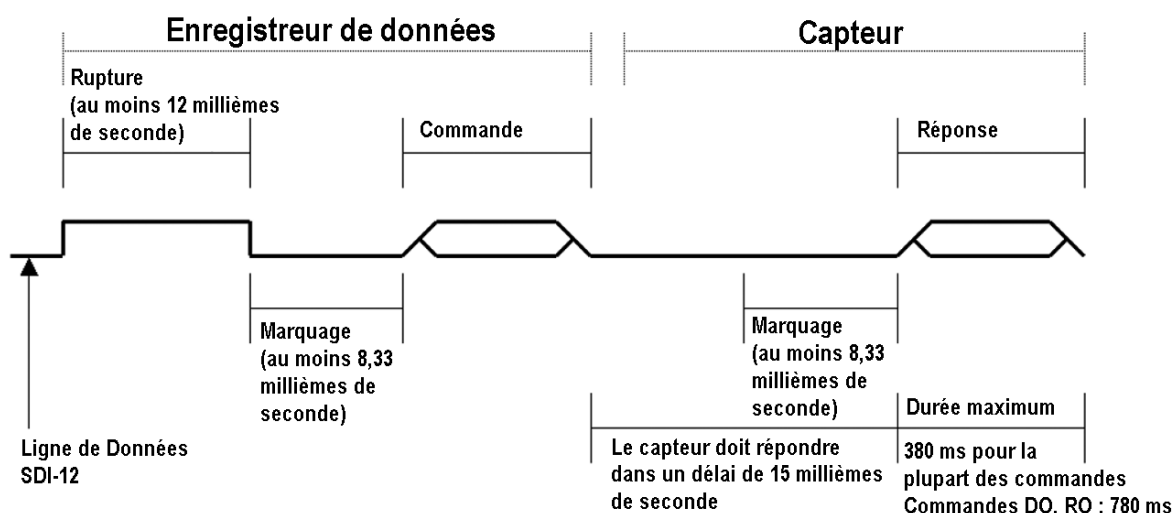 Enregistreur de données
Capteur
Rupture
(au moins 12 millièmes
de seconde)
Commande
Réponse
Marquage
(au moins 8,33
millièmes de
seconde)
Marquage
(au moins 8,33
millièmes de
seconde)
Durée maximum
Ligne de Données
SDI-12
Le capteur doit répondre
dans un délai de 15 millièmes
de seconde
380 ms pour la
plupart des commandes
Commandes DO, RO : 780 ms